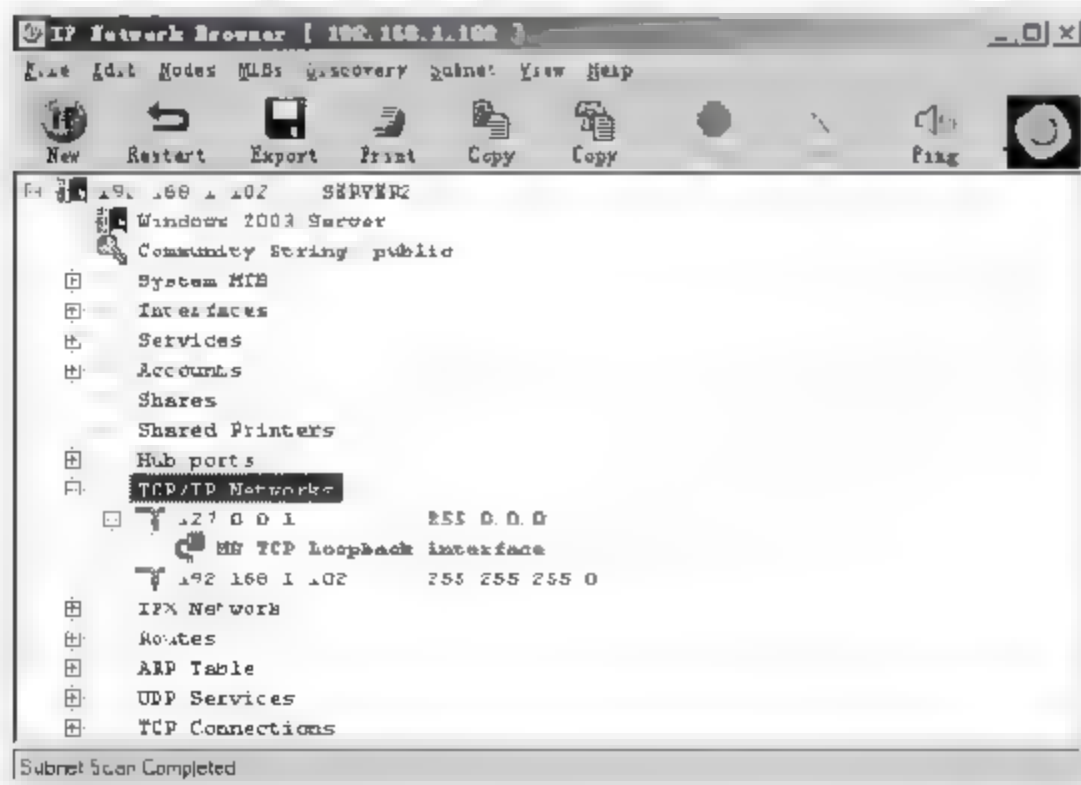 IP Network Browser [ 192.168.1.102 ]
File Edit Nodes MIBs Discovery Subnet View Help
New Restart Export Print Copy Copy Ping
192.168.1.102 SERVER2
Windows 2003 Server
Community String public
System MIB
Interfaces
Services
Accounts
Shares
Shared Printers
Hub ports
TCP/IP Networks
127.0.0.1 255.0.0.0
MS TCP Loopback interface
192.168.1.102 255.255.255.0
IPX Network
Routes
ARP Table
UDP Services
TCP Connections
Subnet Scan Completed